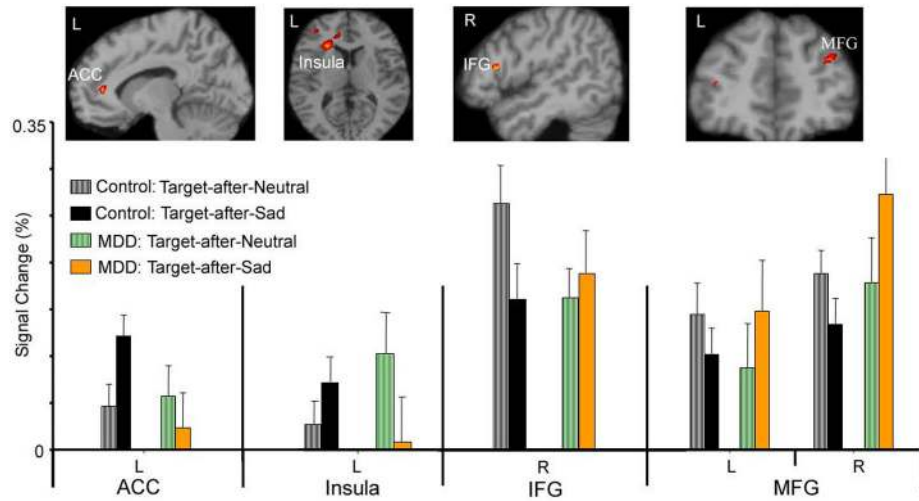 L
L
R
ACC
Insula
IFG
MFG
0.35
Signal Change (%)
Control: Target-after-Neutral
Control: Target-after-Sad
MDD: Target-after-Neutral
MDD: Target-after-Sad
0
L
L
R
L
R
ACC
Insula
IFG
MFG